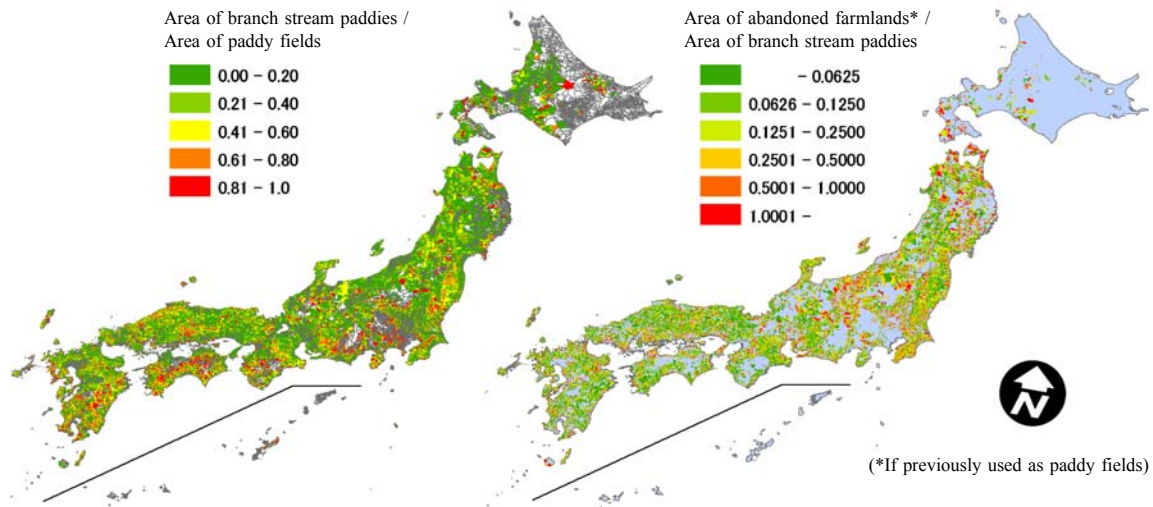 Area of branch stream paddies /
Area of paddy fields
0.00 - 0.20
0.21 - 0.40
0.41 - 0.60
0.61 - 0.80
0.81 - 1.0
Area of abandoned farmlands* /
Area of branch stream paddies
- 0.0625
0.0626 - 0.1250
0.1251 - 0.2500
0.2501 - 0.5000
0.5001 - 1.0000
1.0001 -
N
(*If previously used as paddy fields)